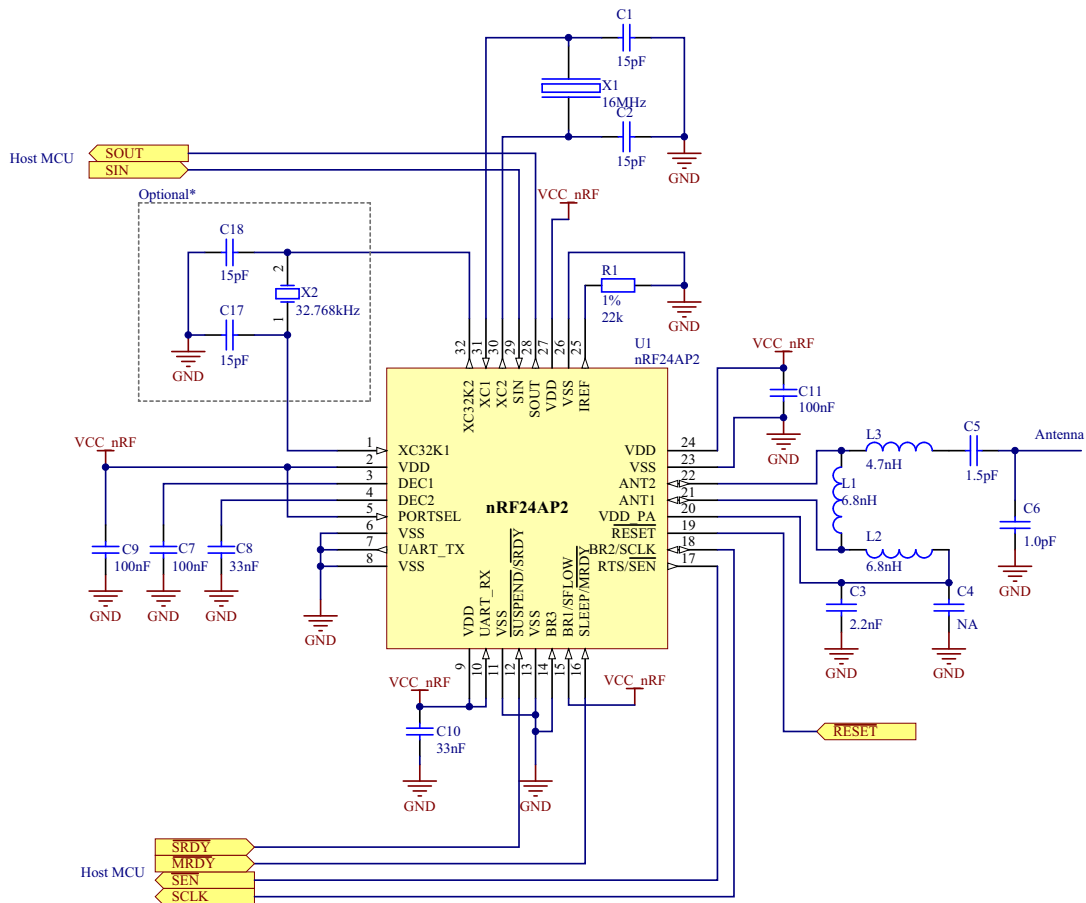 C1
15pF
X1
16MHz
C2
15pF
GND
Host MCU
SOUT
SIN
Optional*
VCC_nRF
C18
15pF
2
X2
32.768kHz
1
C17
15pF
GND
R1
1%
22k
GND
U1
nRF24AP2
32
31
30
29
28
27
26
25
XC32K2
XC1
XC2
SIN
SOUT
VDD
VSS
IREF
VCC_nRF
C11
100nF
GND
VCC_nRF
1
XC32K1
2
VDD
3
DEC1
4
DEC2
5
PORTSEL
6
VSS
7
UART_TX
8
VSS
nRF24AP2
VDD
24
VSS
23
ANT2
22
ANT1
21
VDD_PA
20
RESET
19
BR2/SCLK
18
RTS/SEN
17
L3
4.7nH
C5
1.5pF
Antenna
L1
6.8nH
L2
6.8nH
C6
1.0pF
GND
C9
100nF
GND
C7
100nF
GND
C8
33nF
GND
GND
C3
2.2nF
GND
C4
NA
GND
VDD
UART_RX
VSS
SUSPEND/SRDY
VSS
BR3
BR1/SFLOW
SLEEP/MRDY
9
10
11
12
13
14
15
16
VCC_nRF
C10
33nF
GND
GND
VCC_nRF
RESET
Host MCU
SRDY
MRDY
SEN
SCLK